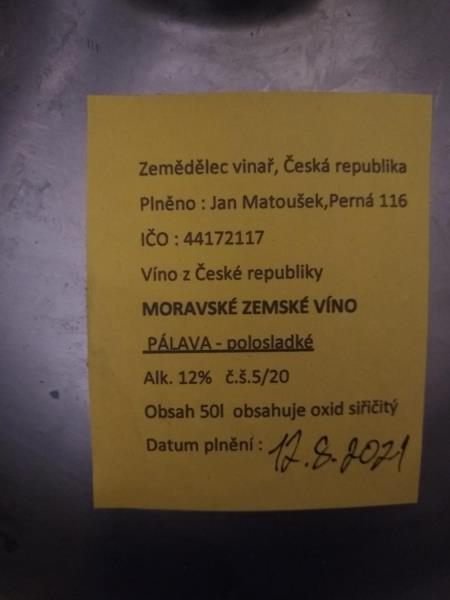 Zemědělec vinař, Česká republika
Plněno : Jan Matoušek,Perná 116
IČO : 44172117
Víno z České republiky
MORAVSKÉ ZEMSKÉ VÍNO
PÁLAVA - polosladké
Alk. 12% č.š.5/20
Obsah 50l obsahuje oxid siřičitý
Datum plnění : 12.8.2021